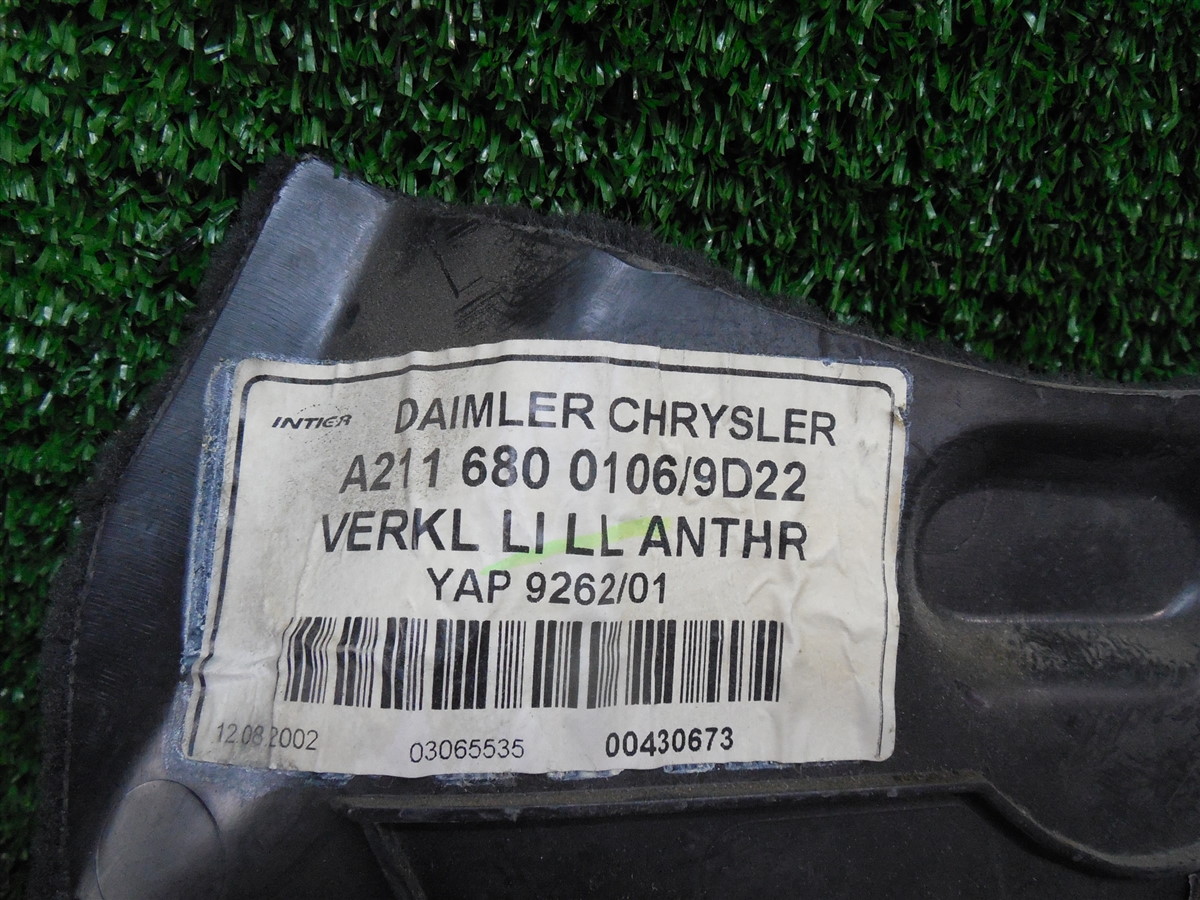 INTIER DAIMLER CHRYSLER
A211 680 0106/9D22
VERKL LI LL ANTHR
YAP 9262/01
12.08.2002 03065535 00430673